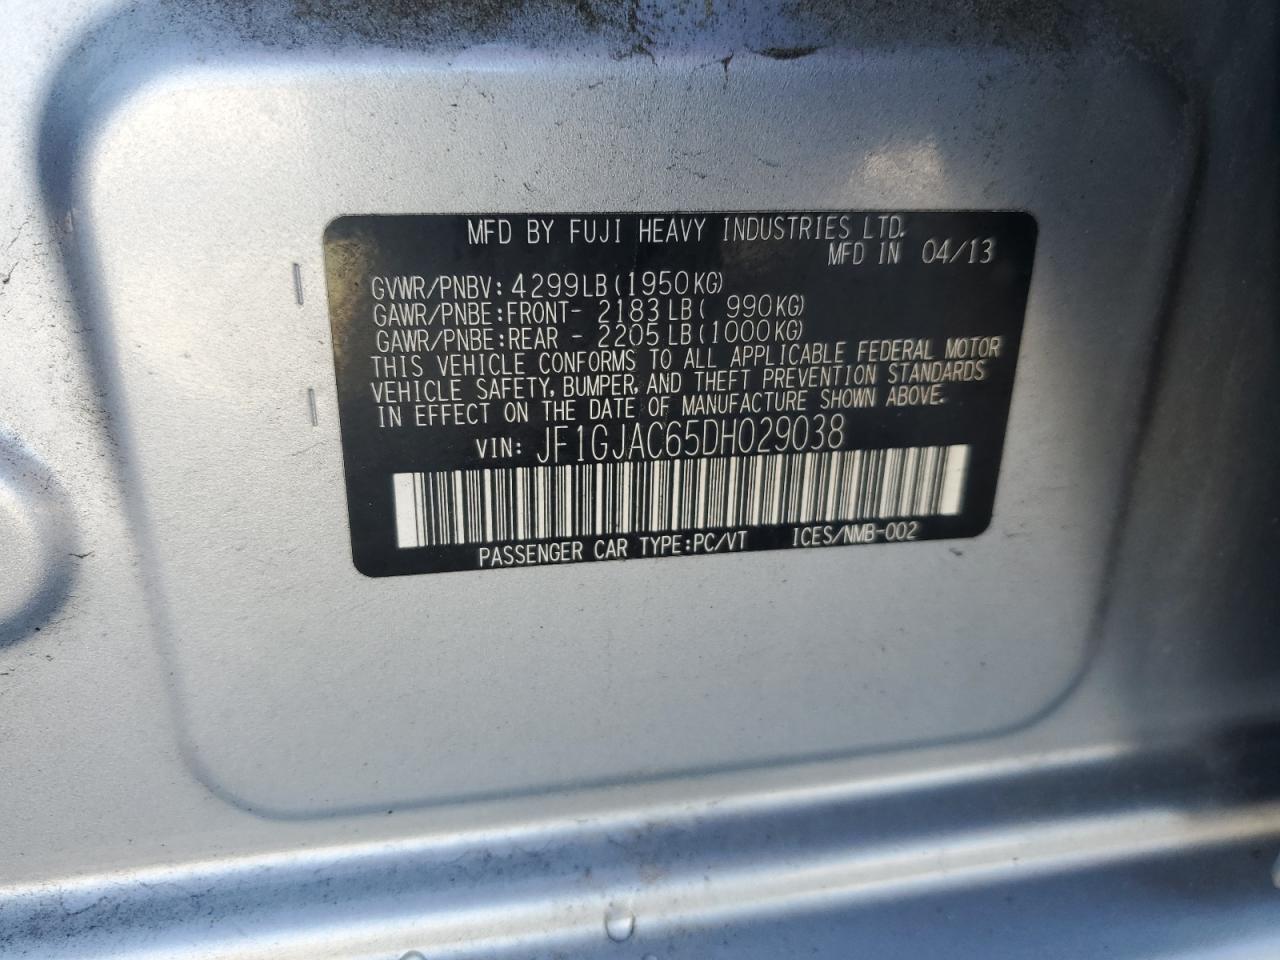 MFD BY FUJI HEAVY INDUSTRIES LTD.
MFD IN 04/13
GVWR/PNBV: 4299LB(1950KG)
GAWR/PNBE:FRONT- 2183LB( 990KG)
GAWR/PNBE:REAR - 2205LB(1000KG)
THIS VEHICLE CONFORMS TO ALL APPLICABLE FEDERAL MOTOR
VEHICLE SAFETY, BUMPER, AND THEFT PREVENTION STANDARDS
IN EFFECT ON THE DATE OF MANUFACTURE SHOWN ABOVE.
VIN: JF1GJAC65DH029038
PASSENGER CAR TYPE:PC/VT ICES/NMB-002